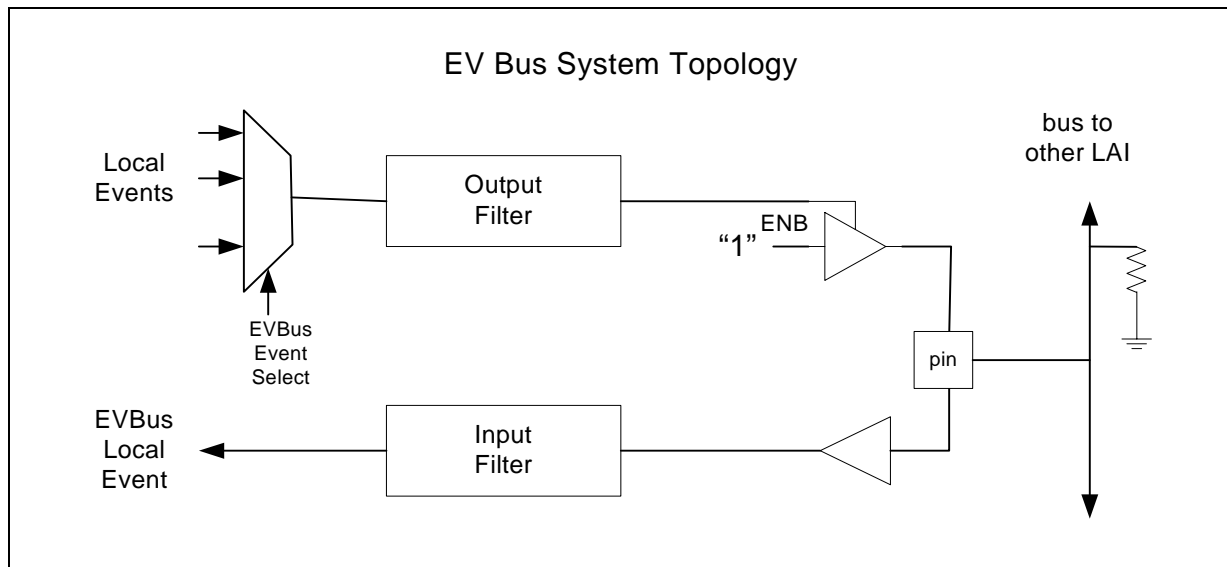 EV Bus System Topology
Local
Events
Output
Filter
ENB
“1”
bus to
other LAI
EVBus
Event
Select
pin
EVBus
Local
Event
Input
Filter